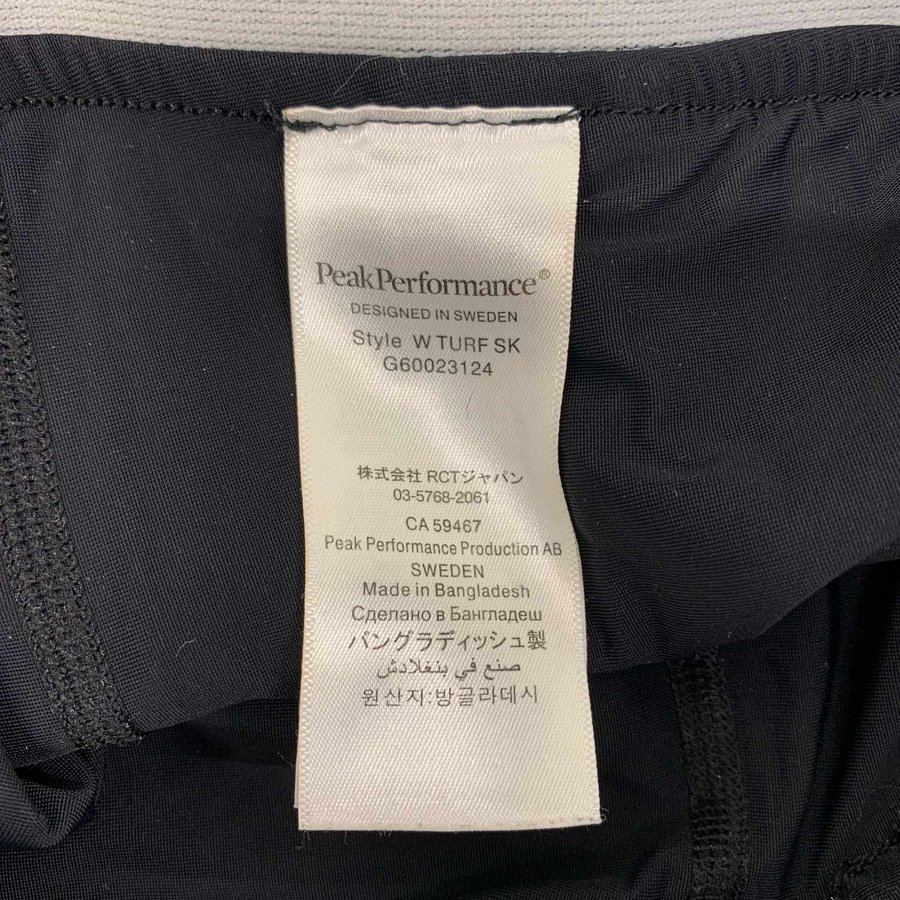 PeakPerformance®
DESIGNED IN SWEDEN
Style W TURF SK
G60023124
株式会社 RCTジャパン
03-5768-2061
CA 59467
Peak Performance Production AB
SWEDEN
Made in Bangladesh
Сделано в Бангладеш
バングラディッシュ製
صنع في بنغلادش
원산지:방글라데시